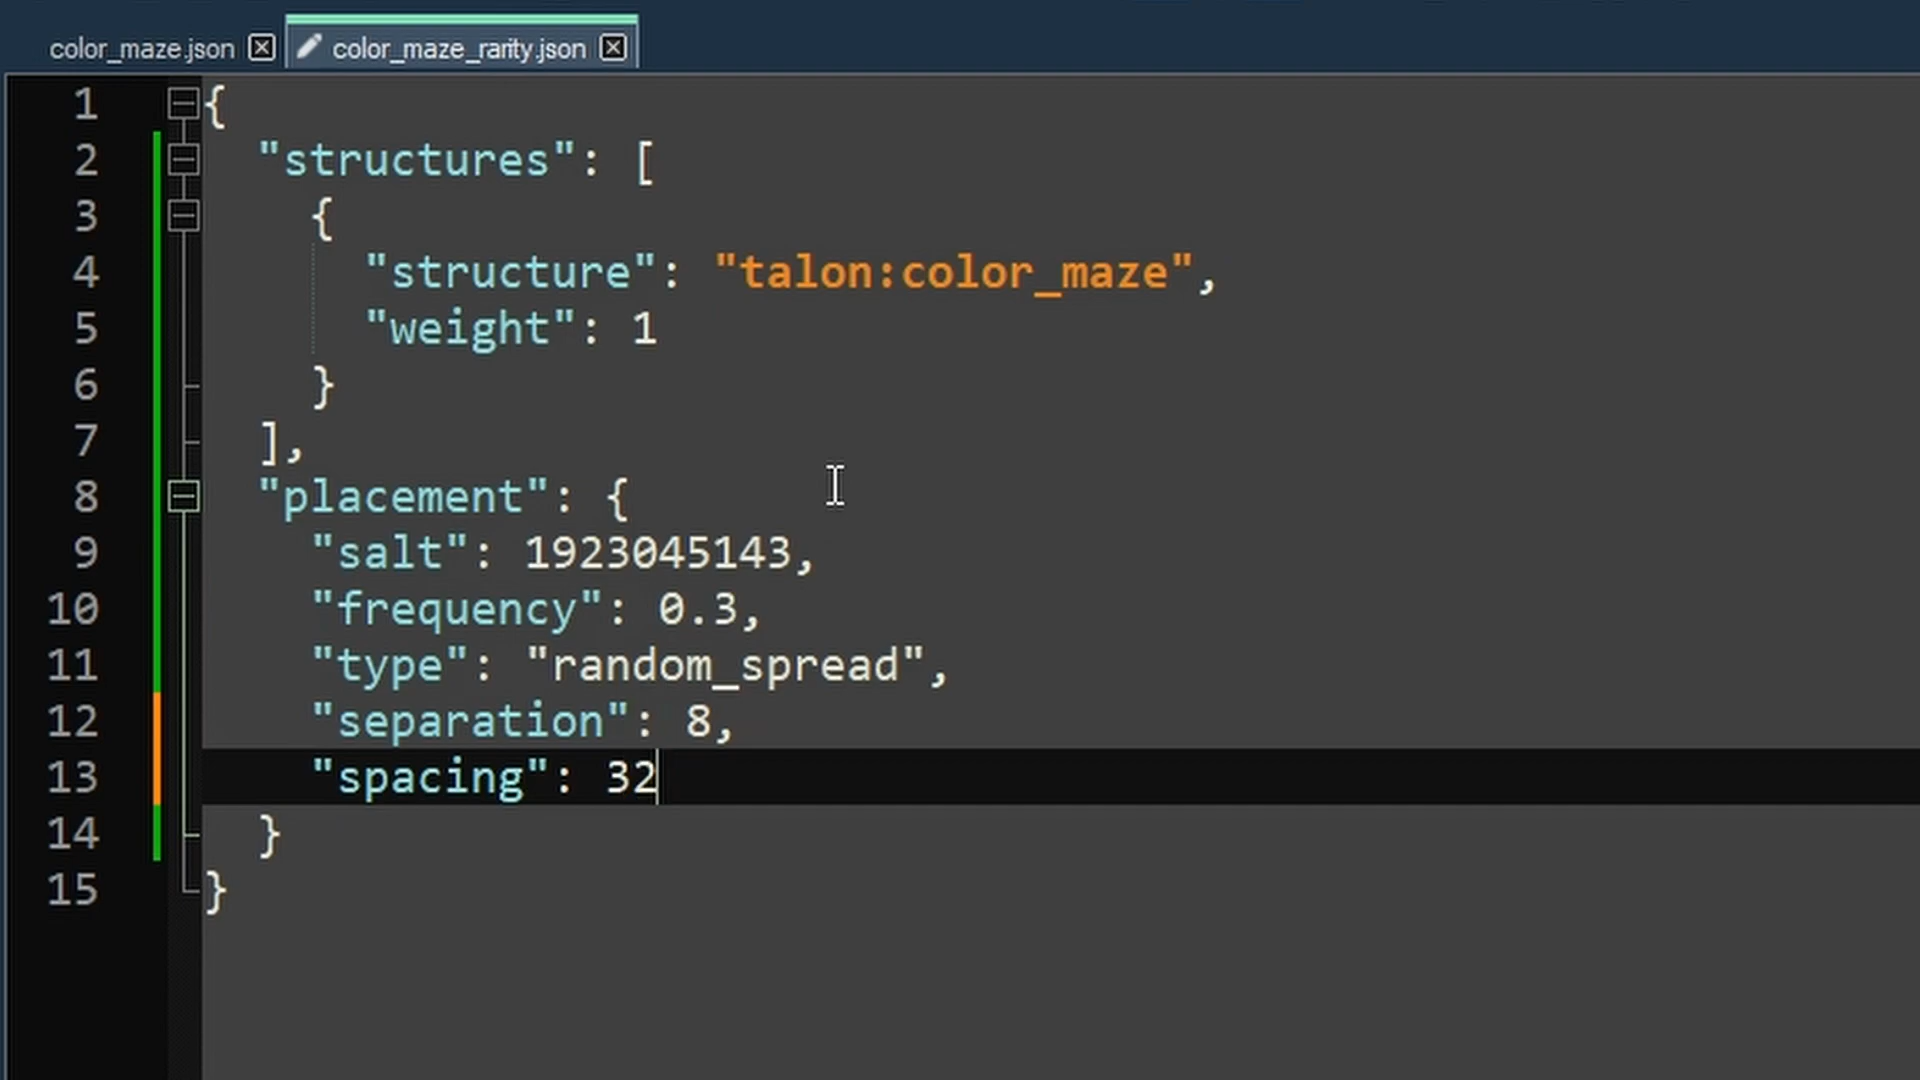 color_maze.json color_maze_rarity.json
1 {
2 "structures": [
3 {
4 "structure": "talon:color_maze",
5 "weight": 1
6 }
7 ],
8 "placement": {
9 "salt": 1923045143,
10 "frequency": 0.3,
11 "type": "random_spread",
12 "separation": 8,
13 "spacing": 32
14 }
15 }